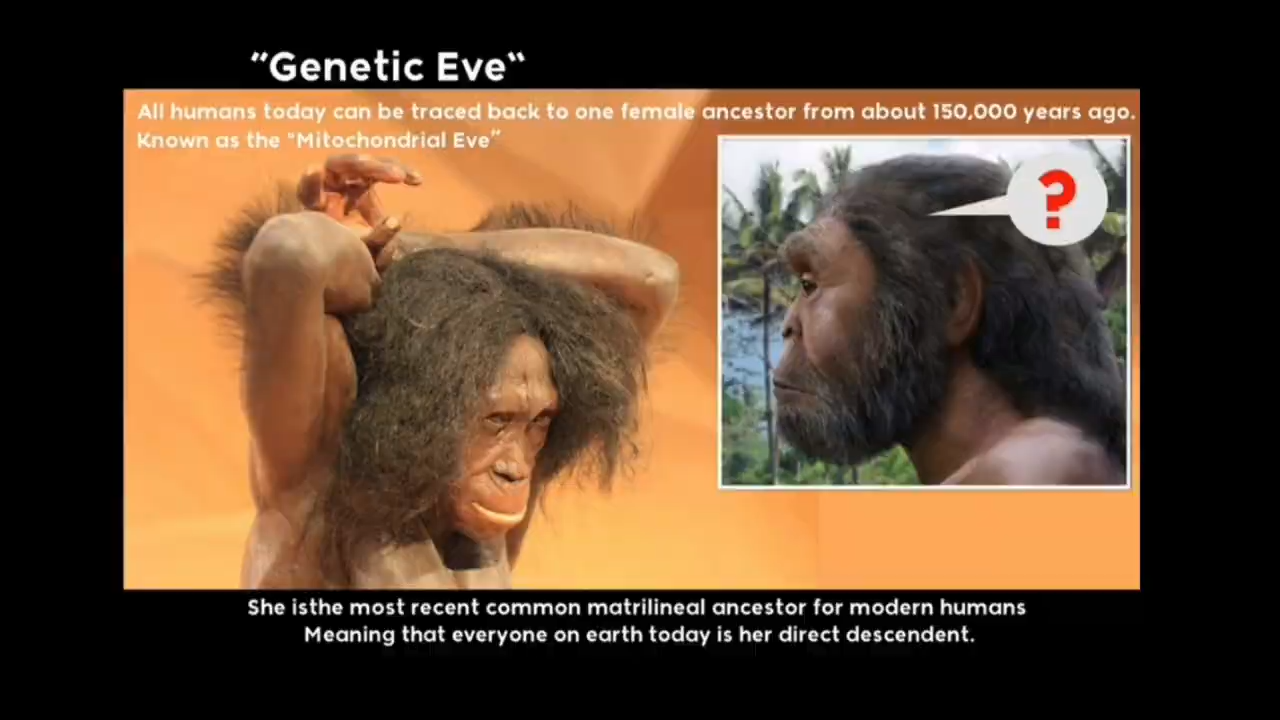 "Genetic Eve"
All humans today can be traced back to one female ancestor from about 150,000 years ago.
Known as the "Mitochondrial Eve"
?
She isthe most recent common matrilineal ancestor for modern humans
Meaning that everyone on earth today is her direct descendent.